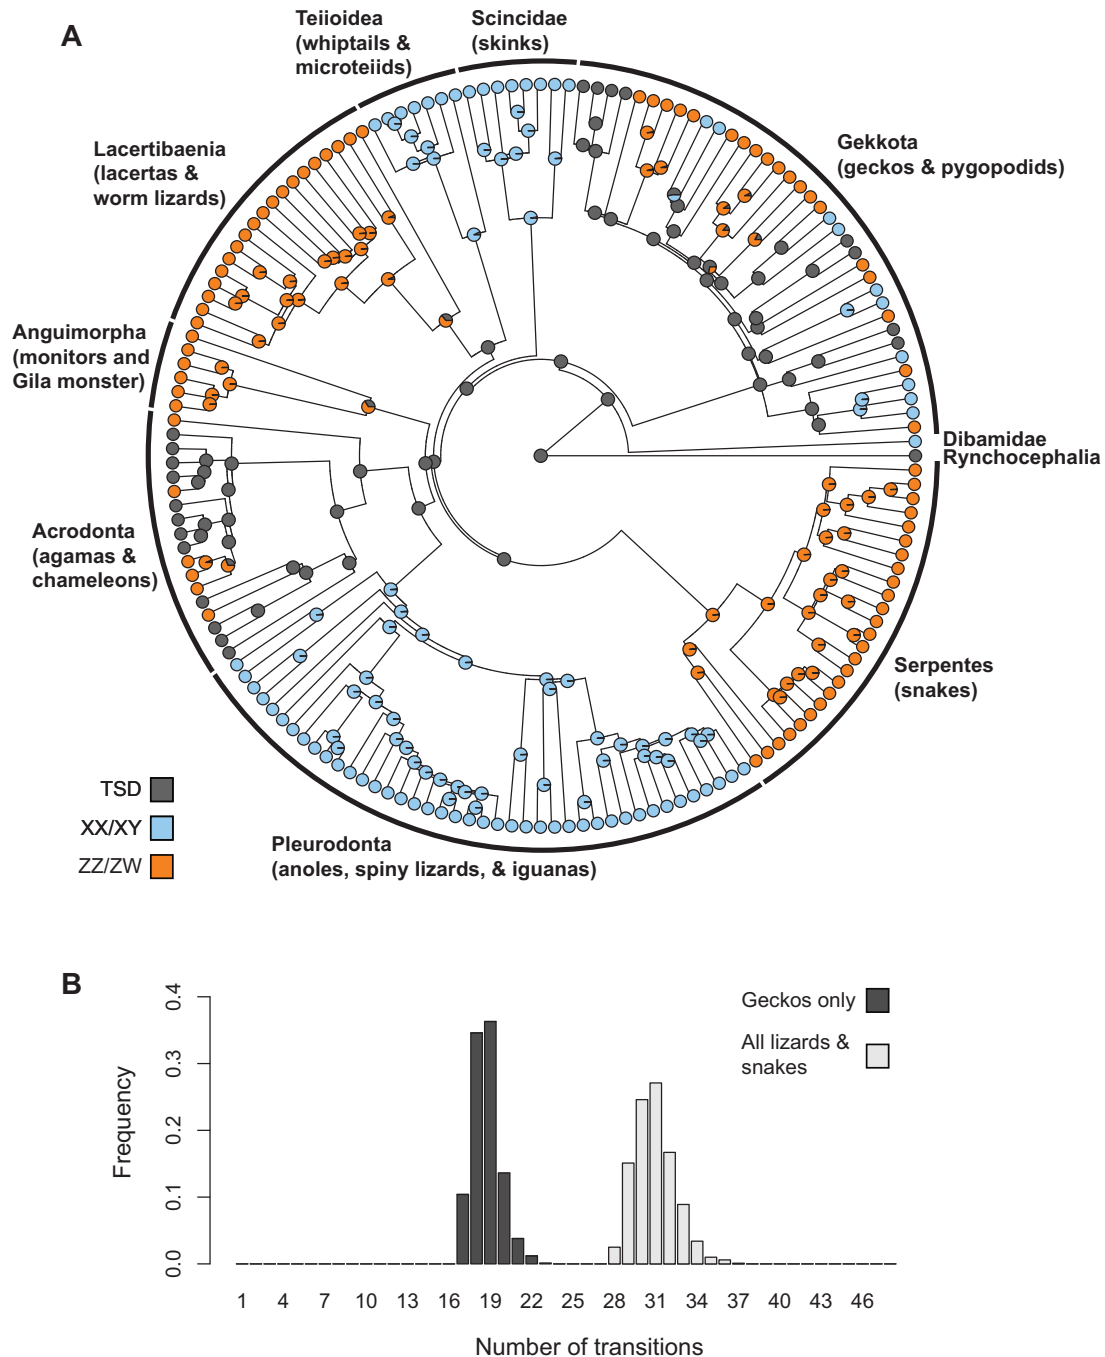 A
Teiioidea
(whiptails &
microteiids)
Scincidae
(skinks)
Lacertibaenia
(lacertas &
worm lizards)
Gekkota
(geckos & pygopodids)
Anguimorpha
(monitors and
Gila monster)
Dibamidae
Rynchocephalia
Acrodonta
(agamas &
chameleons)
Serpentes
(snakes)
TSD
XX/XY
ZZ/ZW
Pleurodonta
(anoles, spiny lizards, & iguanas)
B
Frequency
0.4
0.3
0.2
0.1
0.0
Geckos only
All lizards &
snakes
1 4 7 10 13 16 19 22 25 28 31 34 37 40 43 46
Number of transitions